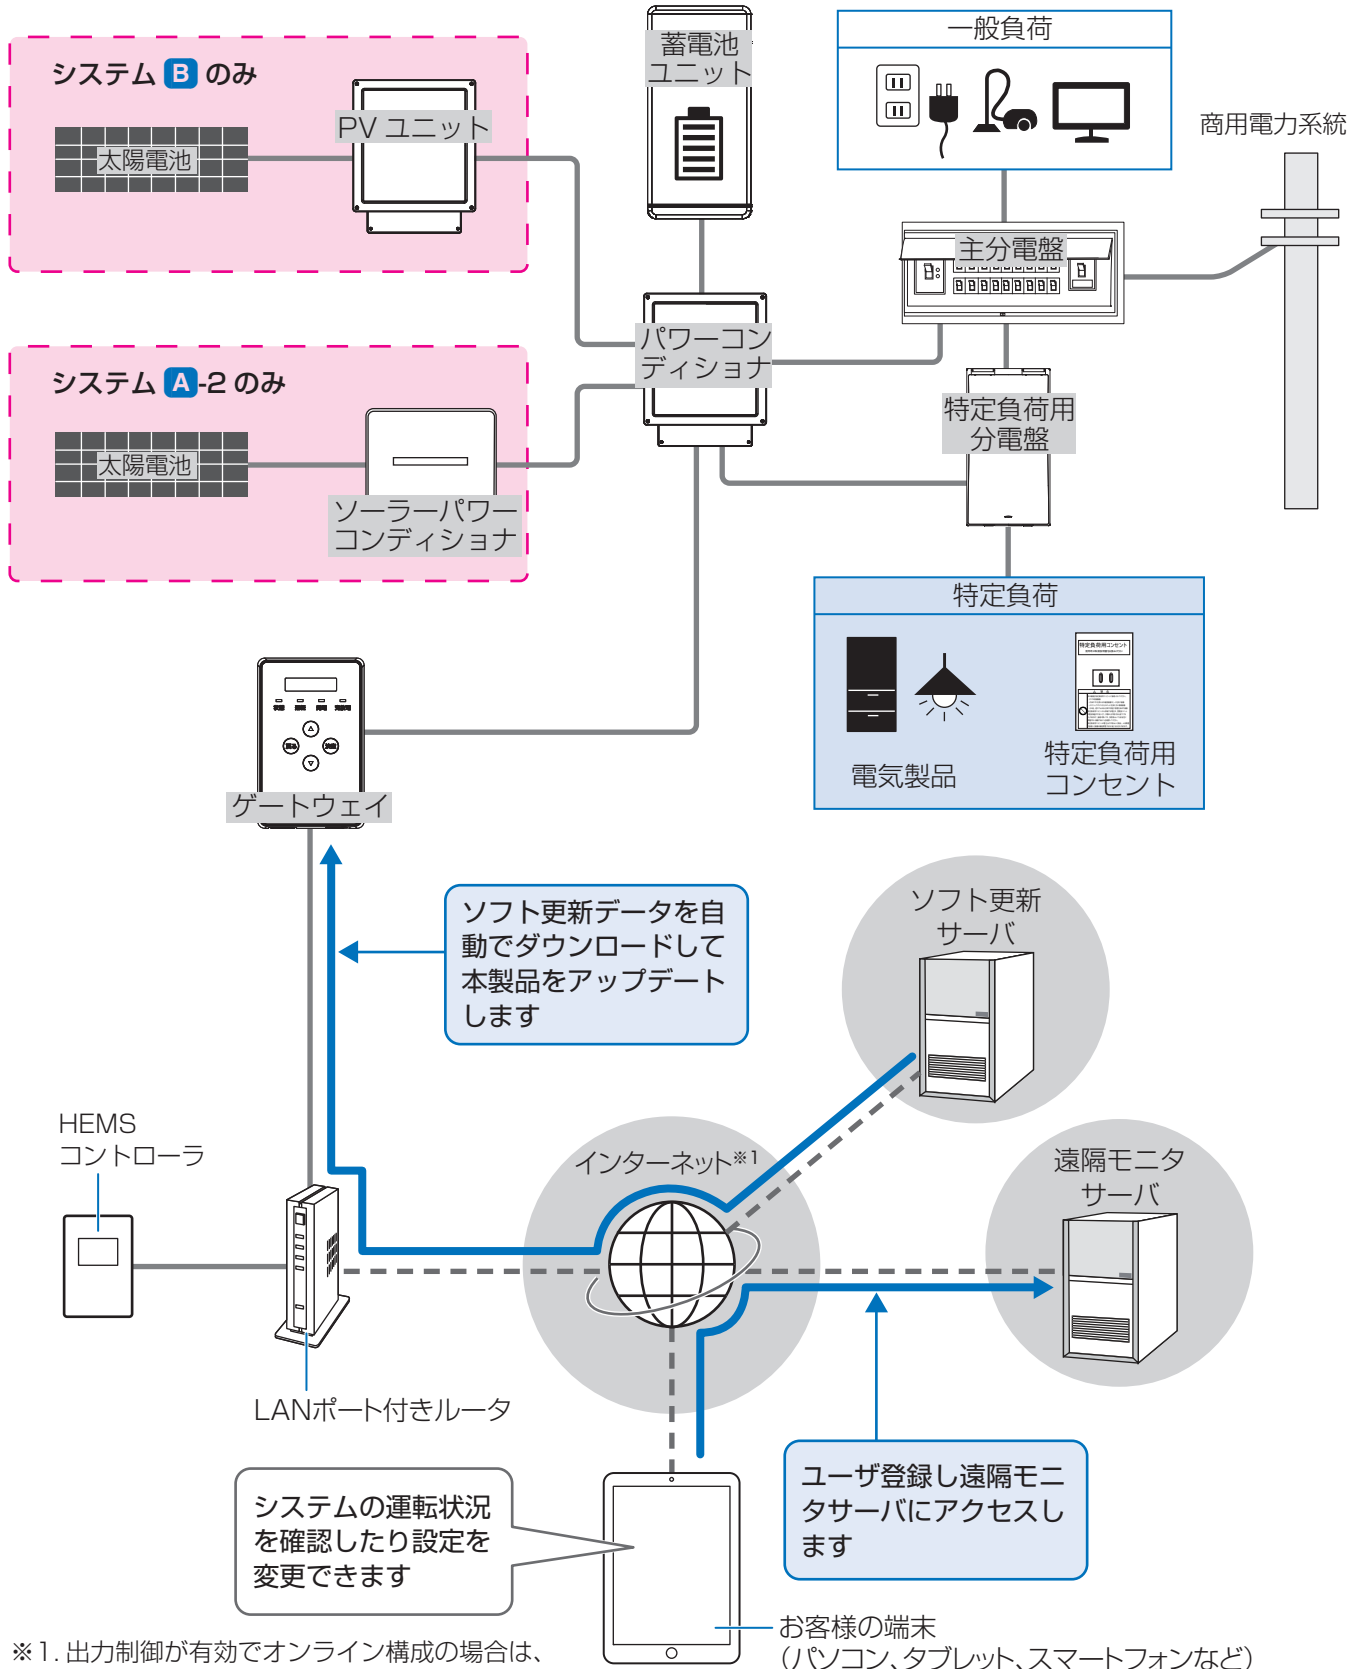 システム B のみ
太陽電池
PV ユニット
蓄電池
ユニット
一般負荷
商用電力系統
主分電盤
パワーコン
ディショナ
システム A-2 のみ
太陽電池
ソーラーパワー
コンディショナ
特定負荷用
分電盤
特定負荷
特定負荷用コンセント
電気製品
特定負荷用
コンセント
戻る
決定
ゲートウェイ
ソフト更新データを自
動でダウンロードして
本製品をアップデート
します
ソフト更新
サーバ
HEMS
コントローラ
インターネット※1
遠隔モニタ
サーバ
LANポート付きルータ
システムの運転状況
を確認したり設定を
変更できます
ユーザ登録し遠隔モニ
タサーバにアクセスし
ます
お客様の端末
(パソコン、タブレット、スマートフォンなど)
※1. 出力制御が有効でオンライン構成の場合は、